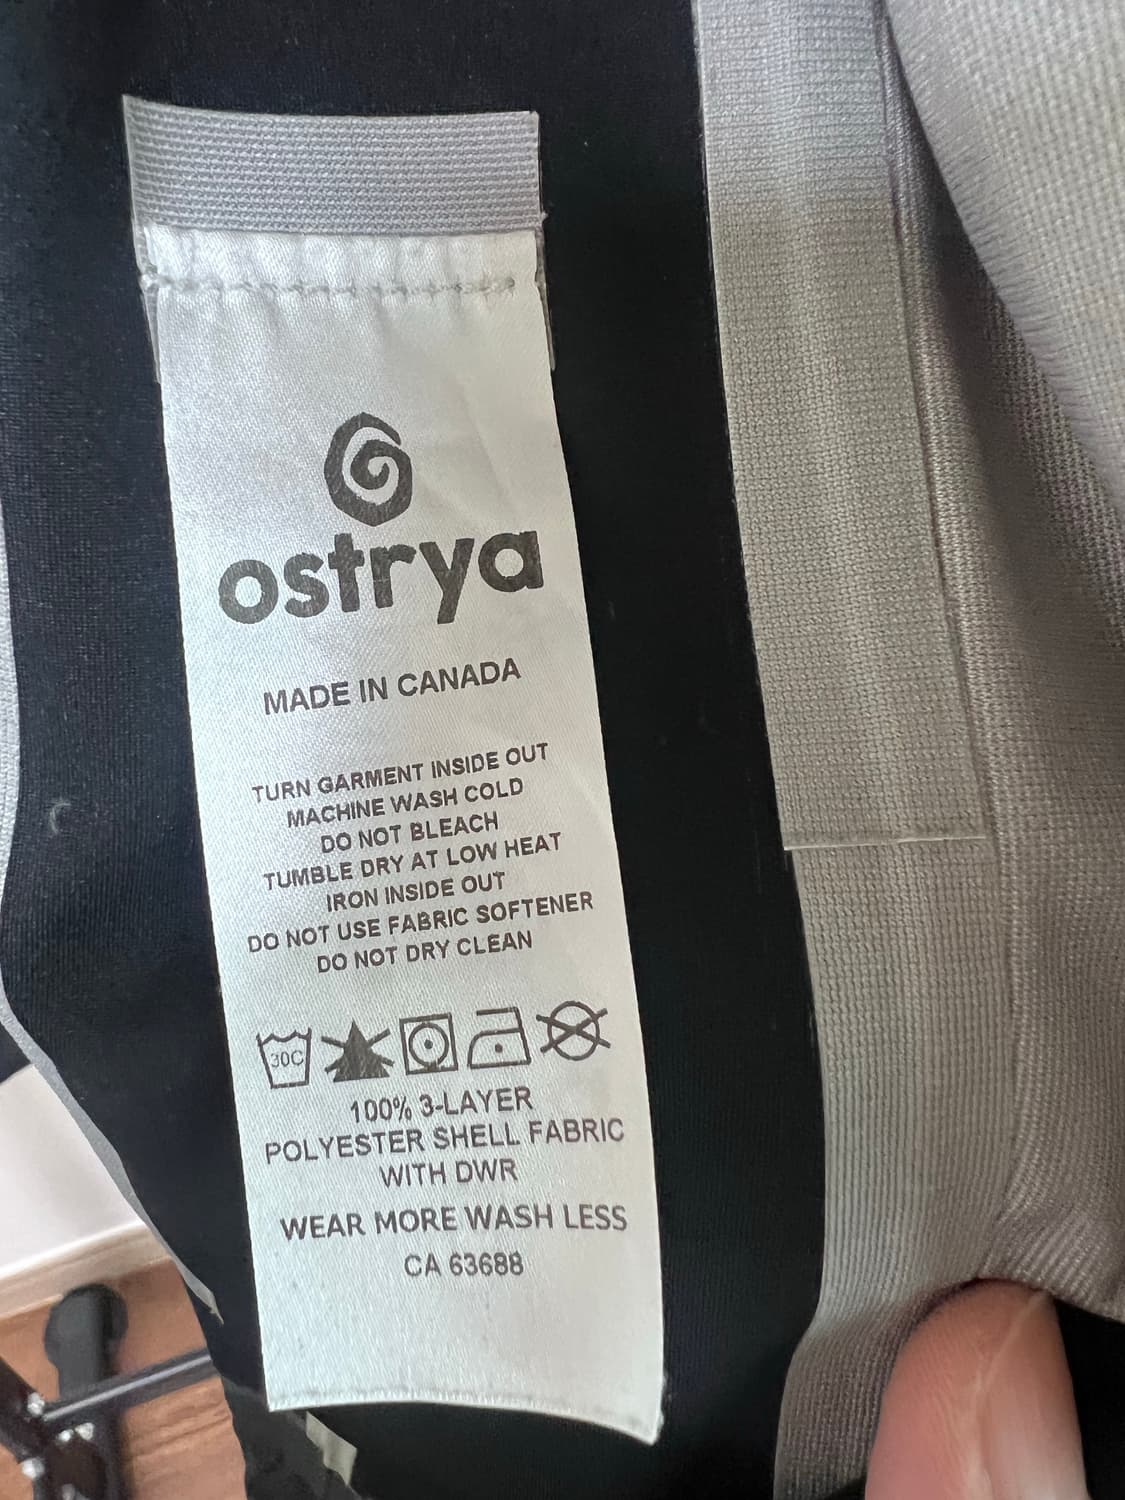 ostrya
MADE IN CANADA
TURN GARMENT INSIDE OUT
MACHINE WASH COLD
DO NOT BLEACH
TUMBLE DRY AT LOW HEAT
IRON INSIDE OUT
DO NOT USE FABRIC SOFTENER
DO NOT DRY CLEAN
30C
100% 3-LAYER
POLYESTER SHELL FABRIC
WITH DWR
WEAR MORE WASH LESS
CA 63688